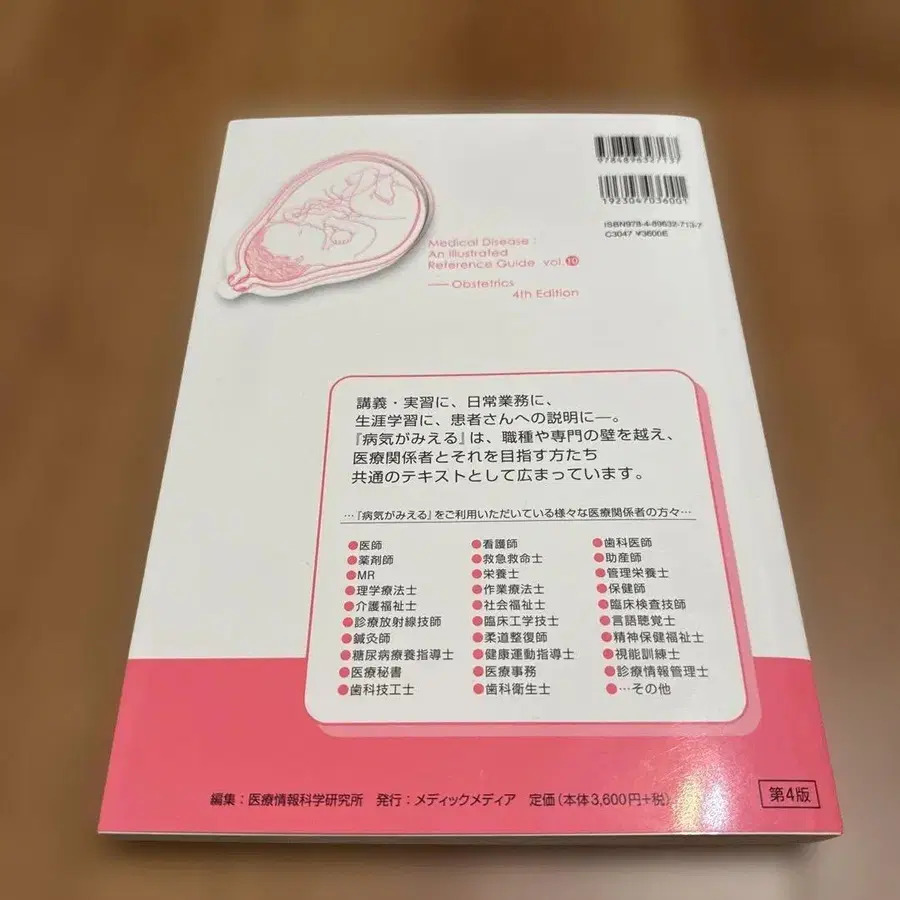 9784896327137
1923047036001
ISBN978-4-89632-713-7
C3047 ¥3600E
Medical Disease :
An Illustrated
Reference Guide vol.10
Obstetrics
4th Edition
講義・実習に、日常業務に、
生涯学習に、患者さんへの説明に―。
『病気がみえる』は、職種や専門の壁を越え、
医療関係者とそれを目指す方たち
共通のテキストとして広まっています。
…『病気がみえる』をご利用いただいている様々な医療関係者の方々…
●医師 ●看護師 ●歯科医師
●薬剤師 ●救急救命士 ●助産師
●MR ●栄養士 ●管理栄養士
●理学療法士 ●作業療法士 ●保健師
●介護福祉士 ●社会福祉士 ●臨床検査技師
●診療放射線技師 ●臨床工学技士 ●言語聴覚士
●鍼灸師 ●柔道整復師 ●精神保健福祉士
●糖尿病療養指導士 ●健康運動指導士 ●視能訓練士
●医療秘書 ●医療事務 ●診療情報管理士
●歯科技工士 ●歯科衛生士 ●…その他
編集：医療情報科学研究所 発行：メディックメディア 定価（本体3,600円+税）
第4版